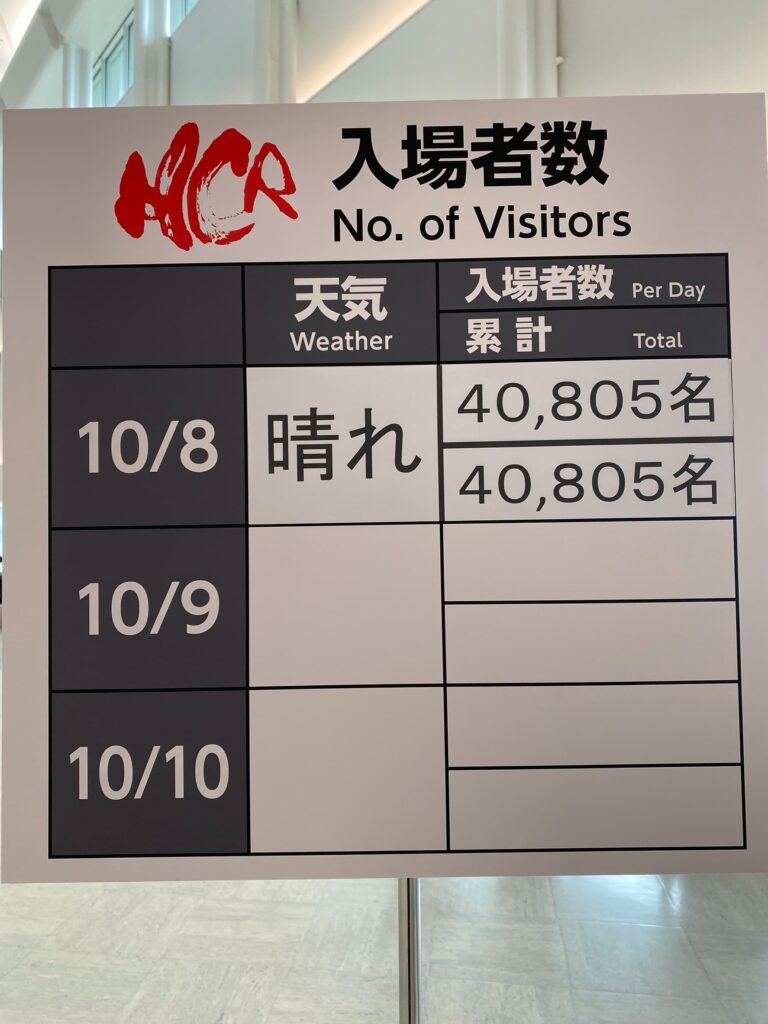 HCR
入場者数
No. of Visitors
天気
Weather
入場者数 Per Day
累計 Total
10/8
晴れ
40,805名
40,805名
10/9
10/10